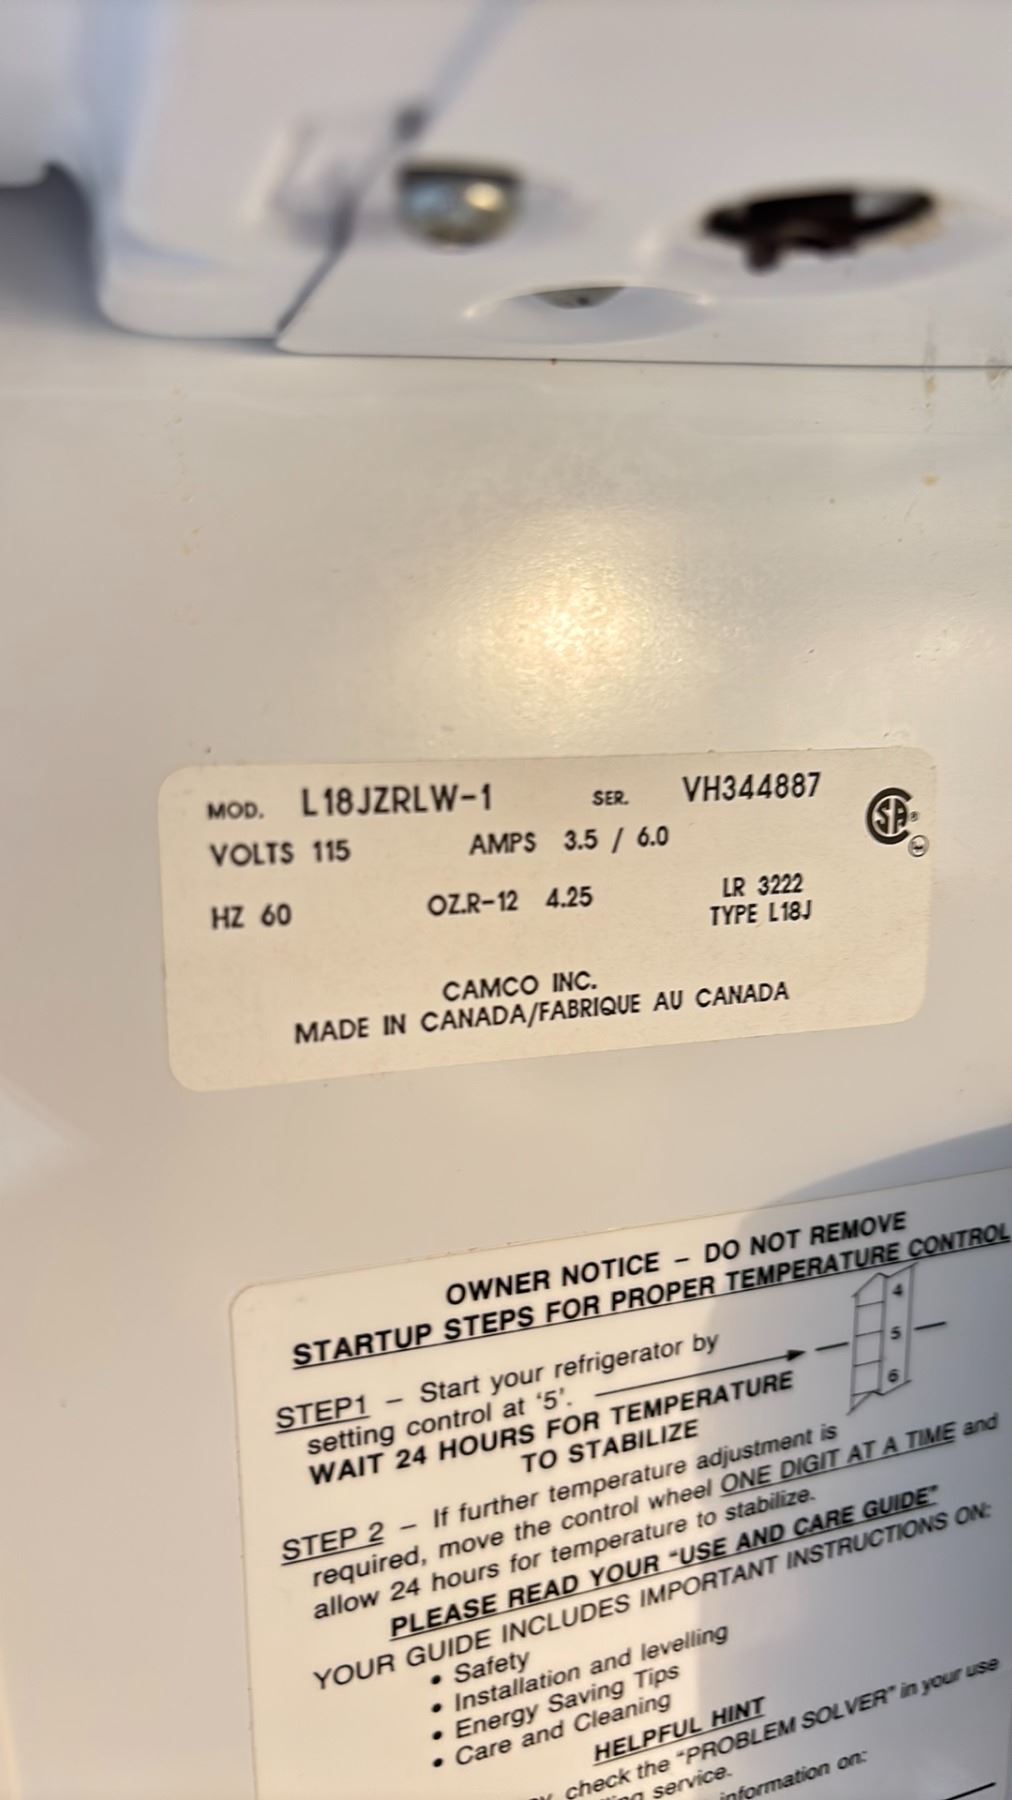 MOD. L18JZRLW-1 SER. VH344887
VOLTS 115 AMPS 3.5 / 6.0
HZ 60 OZ.R-12 4.25 LR 3222
TYPE L18J
CAMCO INC.
MADE IN CANADA/FABRIQUE AU CANADA
OWNER NOTICE - DO NOT REMOVE
STARTUP STEPS FOR PROPER TEMPERATURE CONTROL
STEP1 - Start your refrigerator by
setting control at '5'.
4
5
6
WAIT 24 HOURS FOR TEMPERATURE
TO STABILIZE
STEP 2 - If further temperature adjustment is
required, move the control wheel ONE DIGIT AT A TIME and
allow 24 hours for temperature to stabilize.
PLEASE READ YOUR "USE AND CARE GUIDE"
YOUR GUIDE INCLUDES IMPORTANT INSTRUCTIONS ON:
• Safety
• Installation and levelling
• Energy Saving Tips
• Care and Cleaning
HELPFUL HINT
check the "PROBLEM SOLVER" in your use
service.
information on: